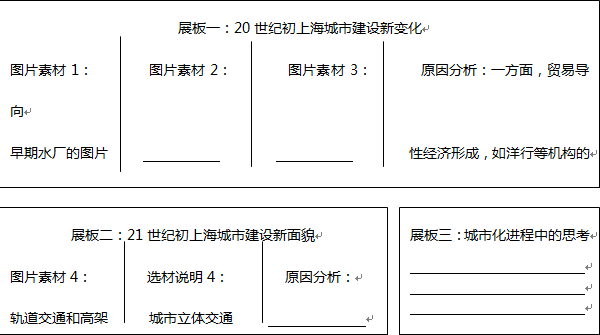 展板一：20 世纪初上海城市建设新变化
图片素材 1： 图片素材 2： 图片素材 3： 原因分析：一方面，贸易导
向
早期水厂的图片 性经济形成，如洋行等机构的
展板二：21 世纪初上海城市建设新面貌
图片素材 4： 选材说明 4： 原因分析：
轨道交通和高架 城市立体交通
展板三：城市化进程中的思考